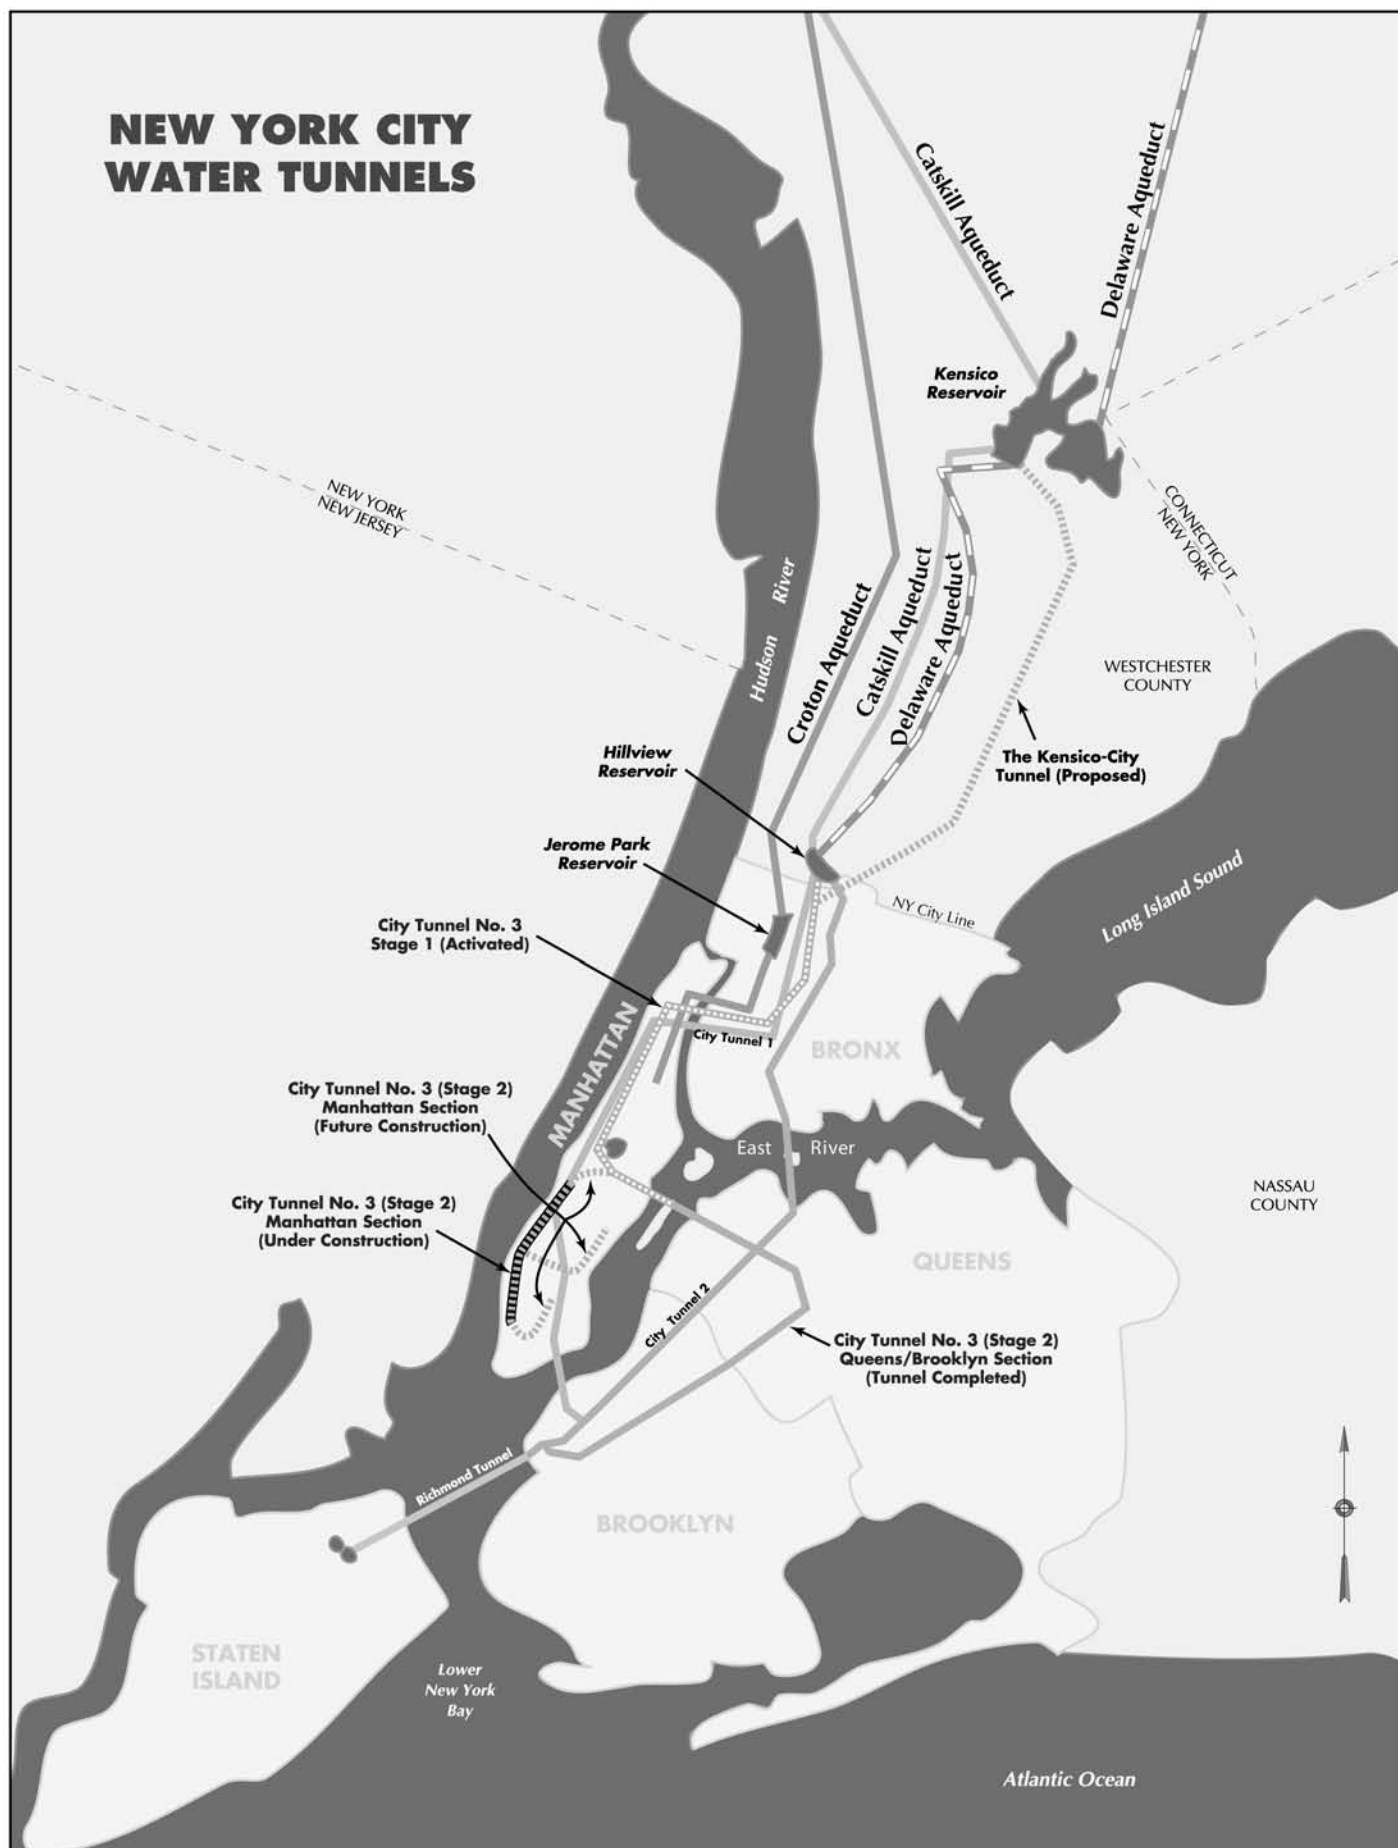 NEW YORK CITY
WATER TUNNELS
Catskill Aqueduct
Delaware Aqueduct
Kensico
Reservoir
NEW YORK
NEW JERSEY
CONNECTICUT
NEW YORK
Hudson River
Croton Aqueduct
Catskill Aqueduct
Delaware Aqueduct
WESTCHESTER
COUNTY
The Kensico-City
Tunnel (Proposed)
Hillview
Reservoir
Jerome Park
Reservoir
Long Island Sound
NY City Line
City Tunnel No. 3
Stage 1 (Activated)
MANHATTAN
City Tunnel 1
BRONX
City Tunnel No. 3 (Stage 2)
Manhattan Section
(Future Construction)
East River
City Tunnel No. 3 (Stage 2)
Manhattan Section
(Under Construction)
NASSAU
COUNTY
QUEENS
City Tunnel 2
City Tunnel No. 3 (Stage 2)
Queens/Brooklyn Section
(Tunnel Completed)
Richmond Tunnel
BROOKLYN
STATEN
ISLAND
Lower
New York
Bay
Atlantic Ocean